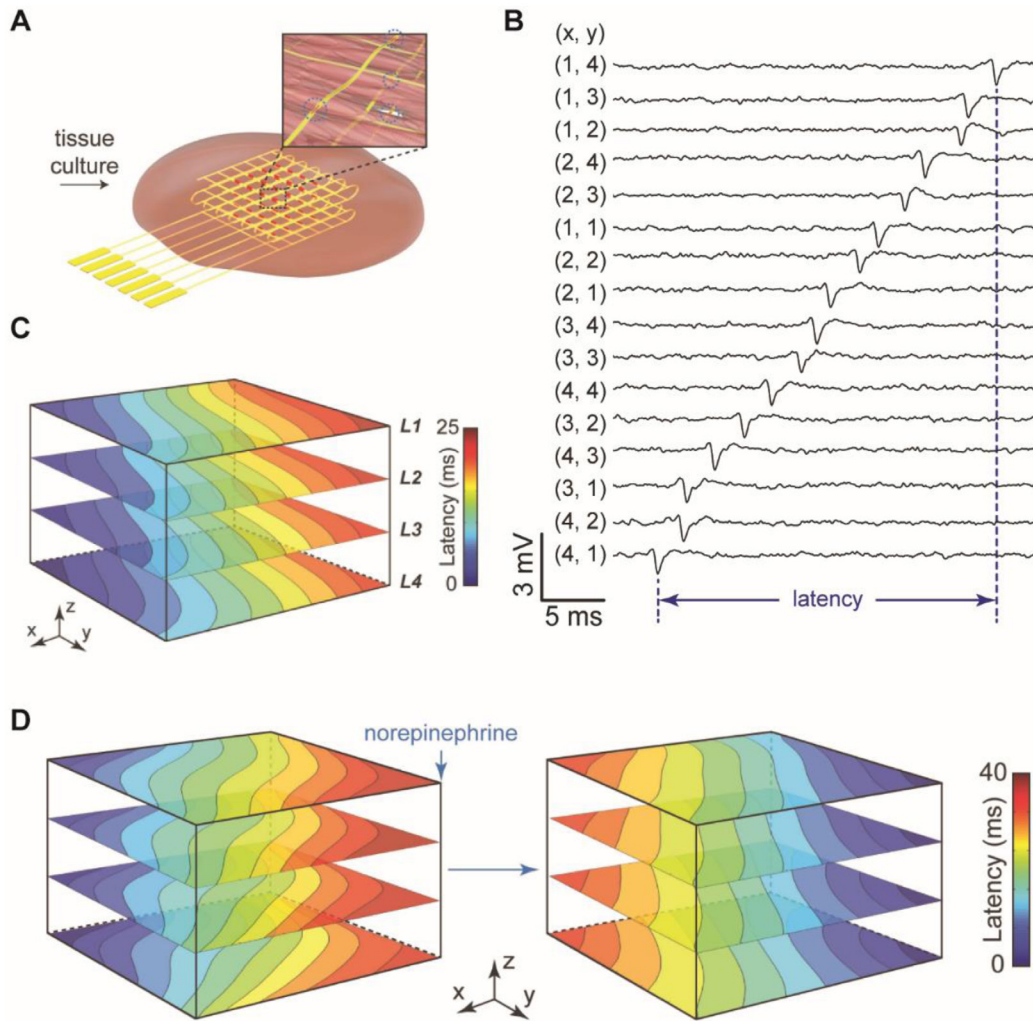 A
tissue
culture
B
(x, y)
(1, 4)
(1, 3)
(1, 2)
(2, 4)
(2, 3)
(1, 1)
(2, 2)
(2, 1)
(3, 4)
(3, 3)
(4, 4)
(3, 2)
(4, 3)
(3, 1)
(4, 2)
(4, 1)
3 mV
5 ms
latency
C
L1
L2
L3
L4
25
Latency (ms)
0
z
x
y
D
norepinephrine
z
x
y
40
Latency (ms)
0